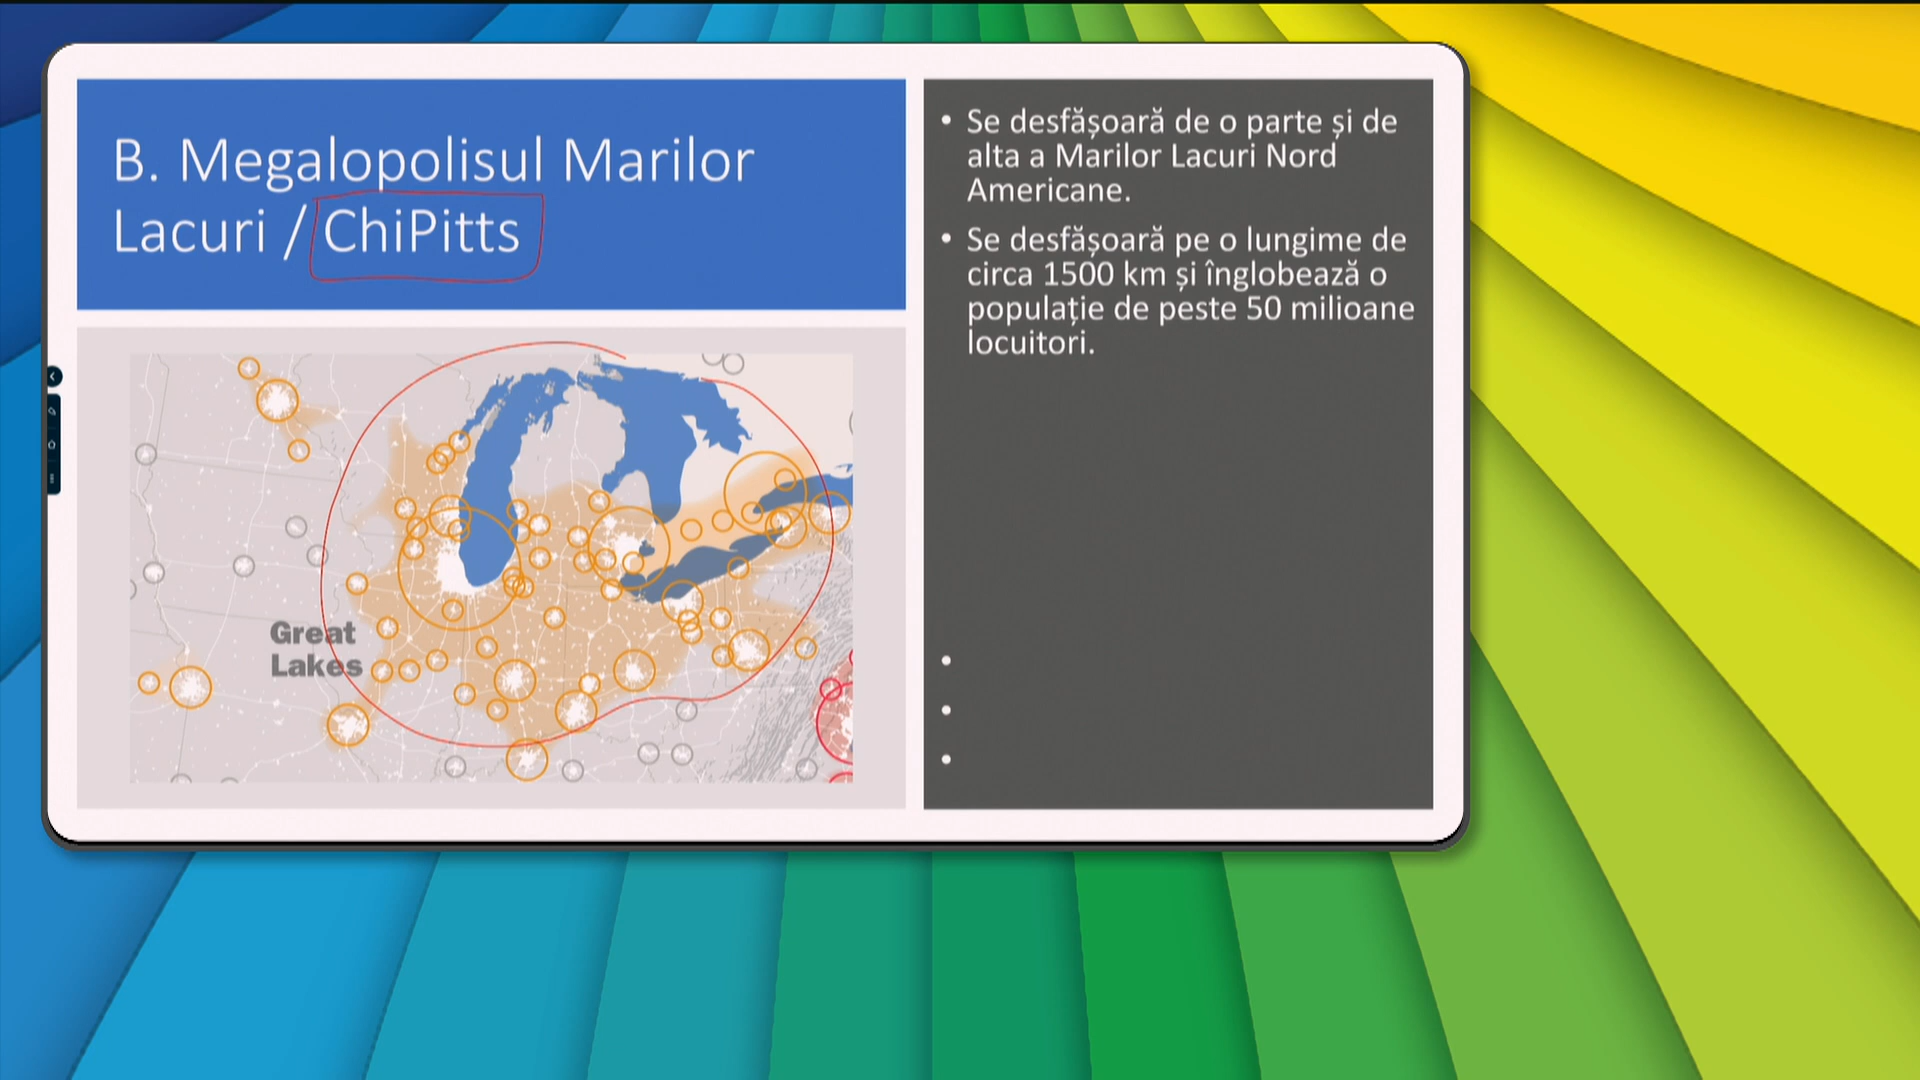 B. Megalopolisul Marilor
Lacuri / ChiPitts
• Se desfășoară de o parte și de
alta a Marilor Lacuri Nord
Americane.
• Se desfășoară pe o lungime de
circa 1500 km și înglobează o
populație de peste 50 milioane
locuitori.
Great
Lakes